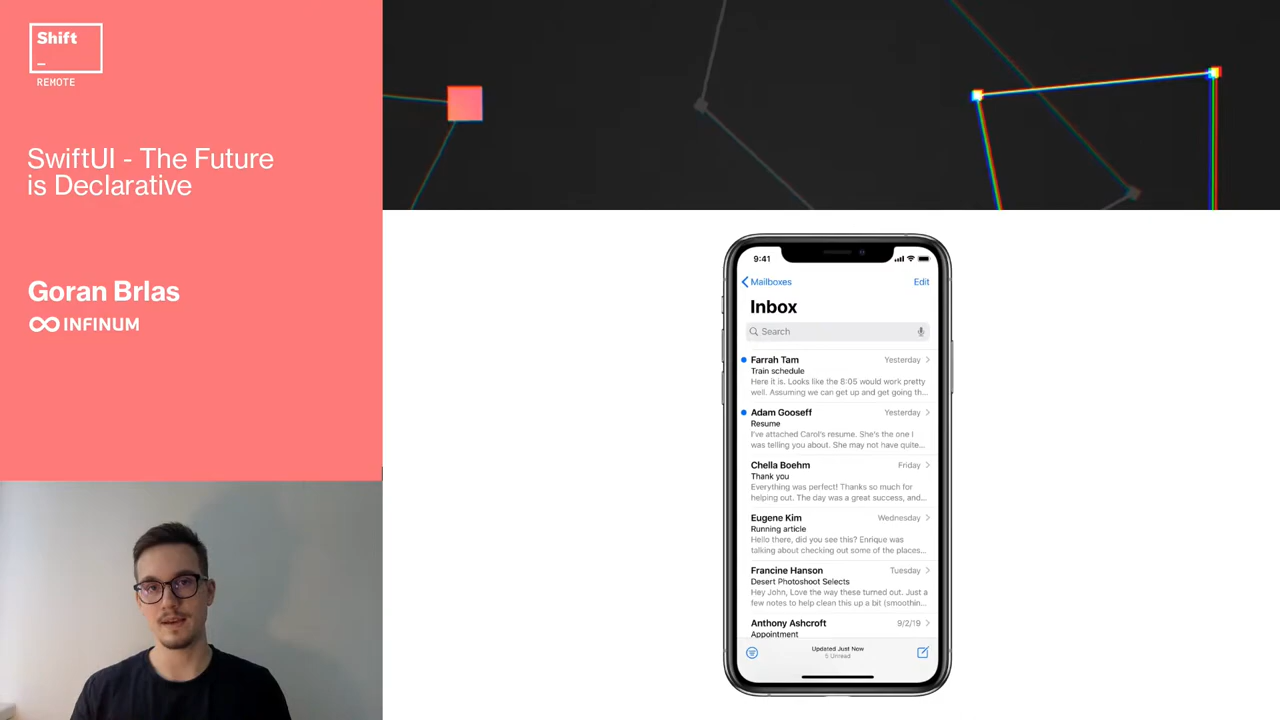 Shift
_
REMOTE
SwiftUI - The Future
is Declarative
Goran Brlas
INFINUM
9:41
Mailboxes
Edit
Inbox
Search
Farrah Tam
Yesterday
Train schedule
Here it is. Looks like the 8:05 would work pretty
well. Assuming we can get up and get going th...
Adam Gooseff
Yesterday
Resume
I've attached Carol's resume. She's the one I
was telling you about. She may not have quite...
Chella Boehm
Friday
Thank you
Everything was perfect! Thanks so much for
helping out. The day was a great success, and...
Eugene Kim
Wednesday
Running article
Hello there, did you see this? Enrique was
talking about checking out some of the places...
Francine Hanson
Tuesday
Desert Photoshoot Selects
Hey John, Love the way these turned out. Just a
few notes to help clean this up a bit (smoothin...
Anthony Ashcroft
9/2/19
Appointment
Updated Just Now
5 Unread